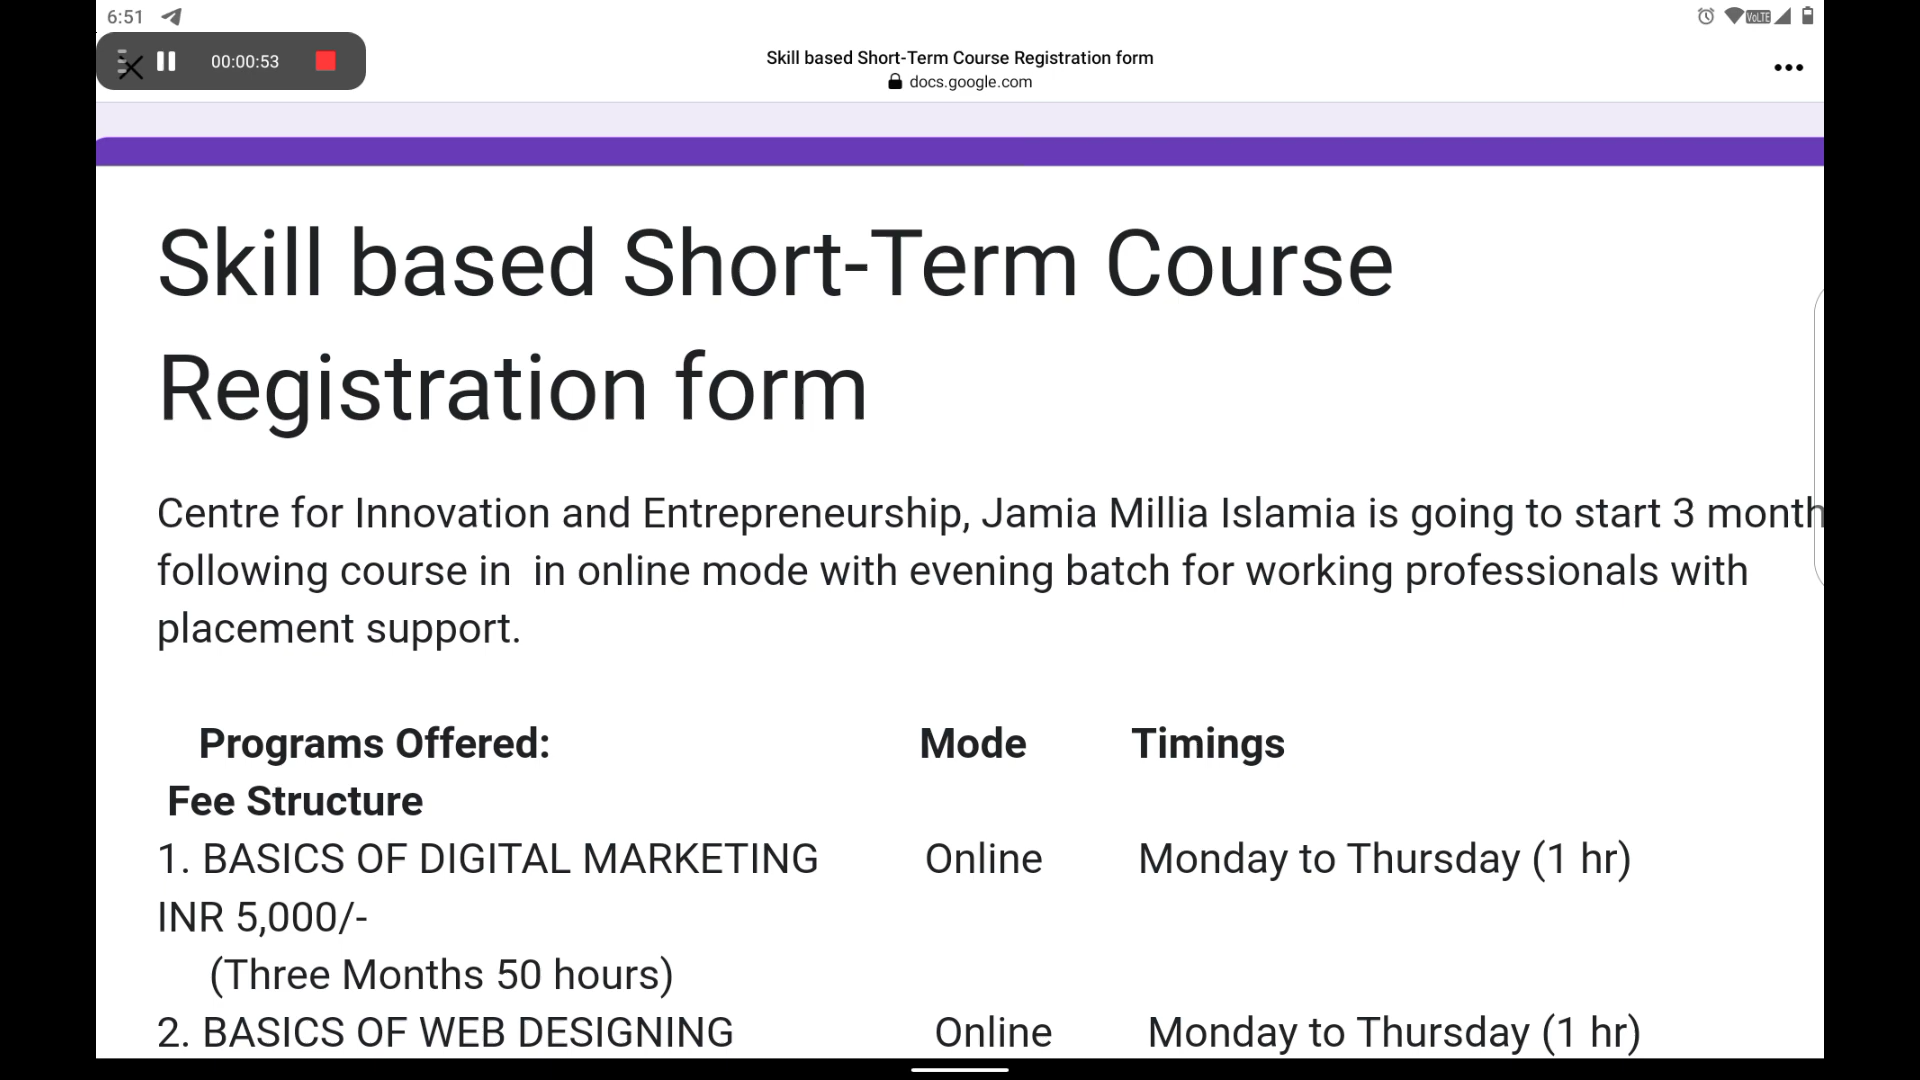 6:51
VoLTE
00:00:53
Skill based Short-Term Course Registration form
docs.google.com
Skill based Short-Term Course
Registration form
Centre for Innovation and Entrepreneurship, Jamia Millia Islamia is going to start 3 month
following course in  in online mode with evening batch for working professionals with
placement support.
Programs Offered: Mode Timings
Fee Structure
1. BASICS OF DIGITAL MARKETING Online Monday to Thursday (1 hr)
INR 5,000/-
(Three Months 50 hours)
2. BASICS OF WEB DESIGNING Online Monday to Thursday (1 hr)